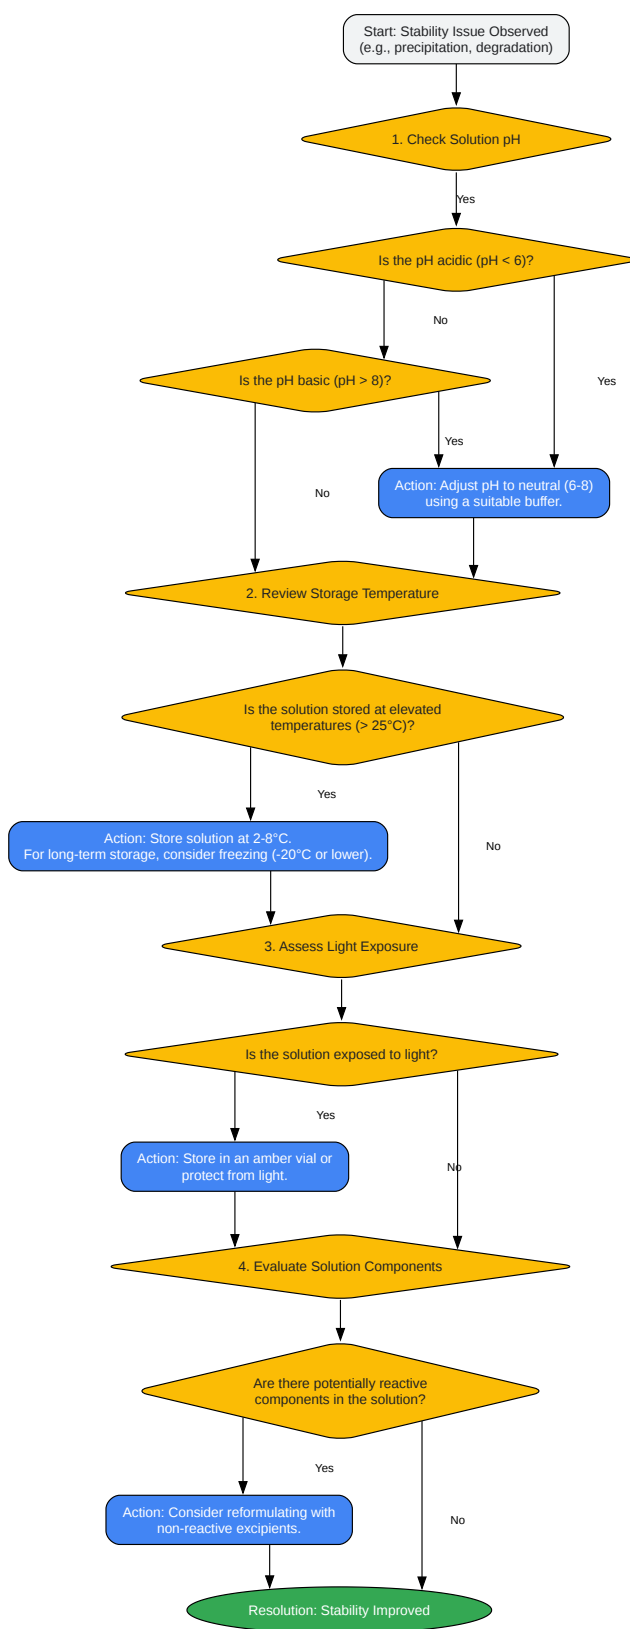 Start: Stability Issue Observed
(e.g., precipitation, degradation)
1. Check Solution pH
Yes
Is the pH acidic (pH < 6)?
No
Is the pH basic (pH > 8)?
Yes
Yes
Action: Adjust pH to neutral (6-8)
using a suitable buffer.
No
2. Review Storage Temperature
Is the solution stored at elevated
temperatures (> 25°C)?
Yes
Action: Store solution at 2-8°C.
For long-term storage, consider freezing (-20°C or lower).
No
3. Assess Light Exposure
Is the solution exposed to light?
Yes
Action: Store in an amber vial or
protect from light.
No
4. Evaluate Solution Components
Are there potentially reactive
components in the solution?
Yes
Action: Consider reformulating with
non-reactive excipients.
No
Resolution: Stability Improved